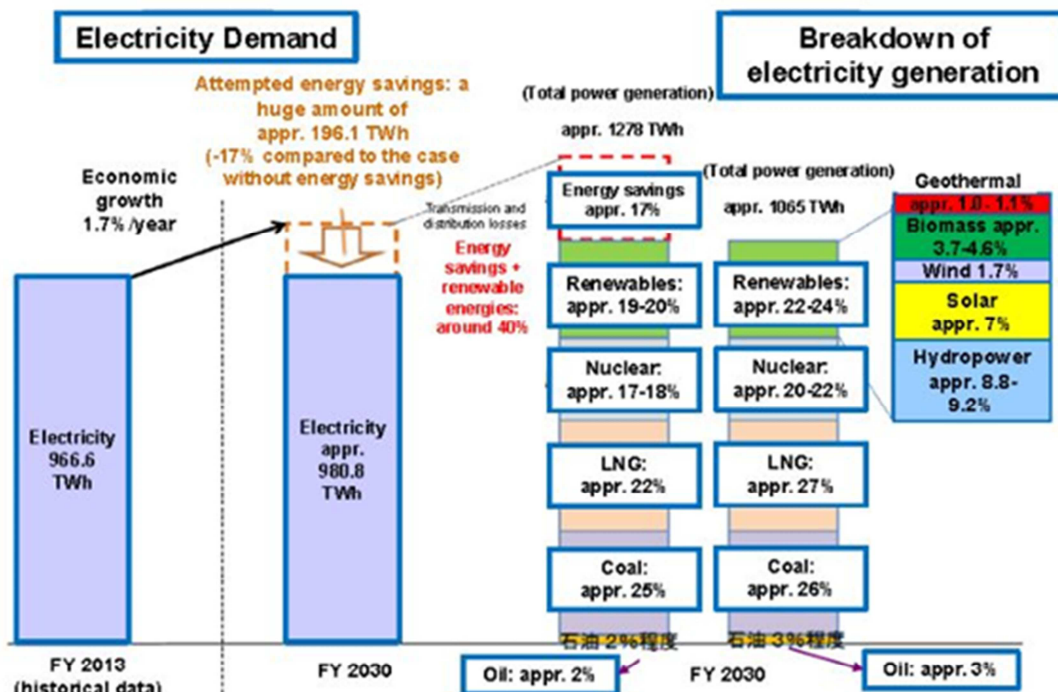 Electricity Demand
Breakdown of
electricity generation
Attempted energy savings: a
huge amount of
appr. 196.1 TWh
(-17% compared to the case
without energy savings)
Economic
growth
1.7% /year
(Total power generation)
appr. 1278 TWh
(Total power generation)
appr. 1065 TWh
Transmission and
distribution losses
Energy
savings +
renewable
energies:
around 40%
Energy savings
appr. 17%
Renewables:
appr. 19-20%
Nuclear:
appr. 17-18%
LNG:
appr. 22%
Coal:
appr. 25%
石油 2%程度
Renewables:
appr. 22-24%
Nuclear:
appr. 20-22%
LNG:
appr. 27%
Coal:
appr. 26%
石油 3%程度
Geothermal
appr. 1.0 - 1.1%
Biomass appr.
3.7-4.6%
Wind 1.7%
Solar
appr. 7%
Hydropower
appr. 8.8-
9.2%
Electricity
966.6
TWh
Electricity
appr.
980.8
TWh
FY 2013
(historical data)
FY 2030
Oil: appr. 2%
FY 2030
Oil: appr. 3%